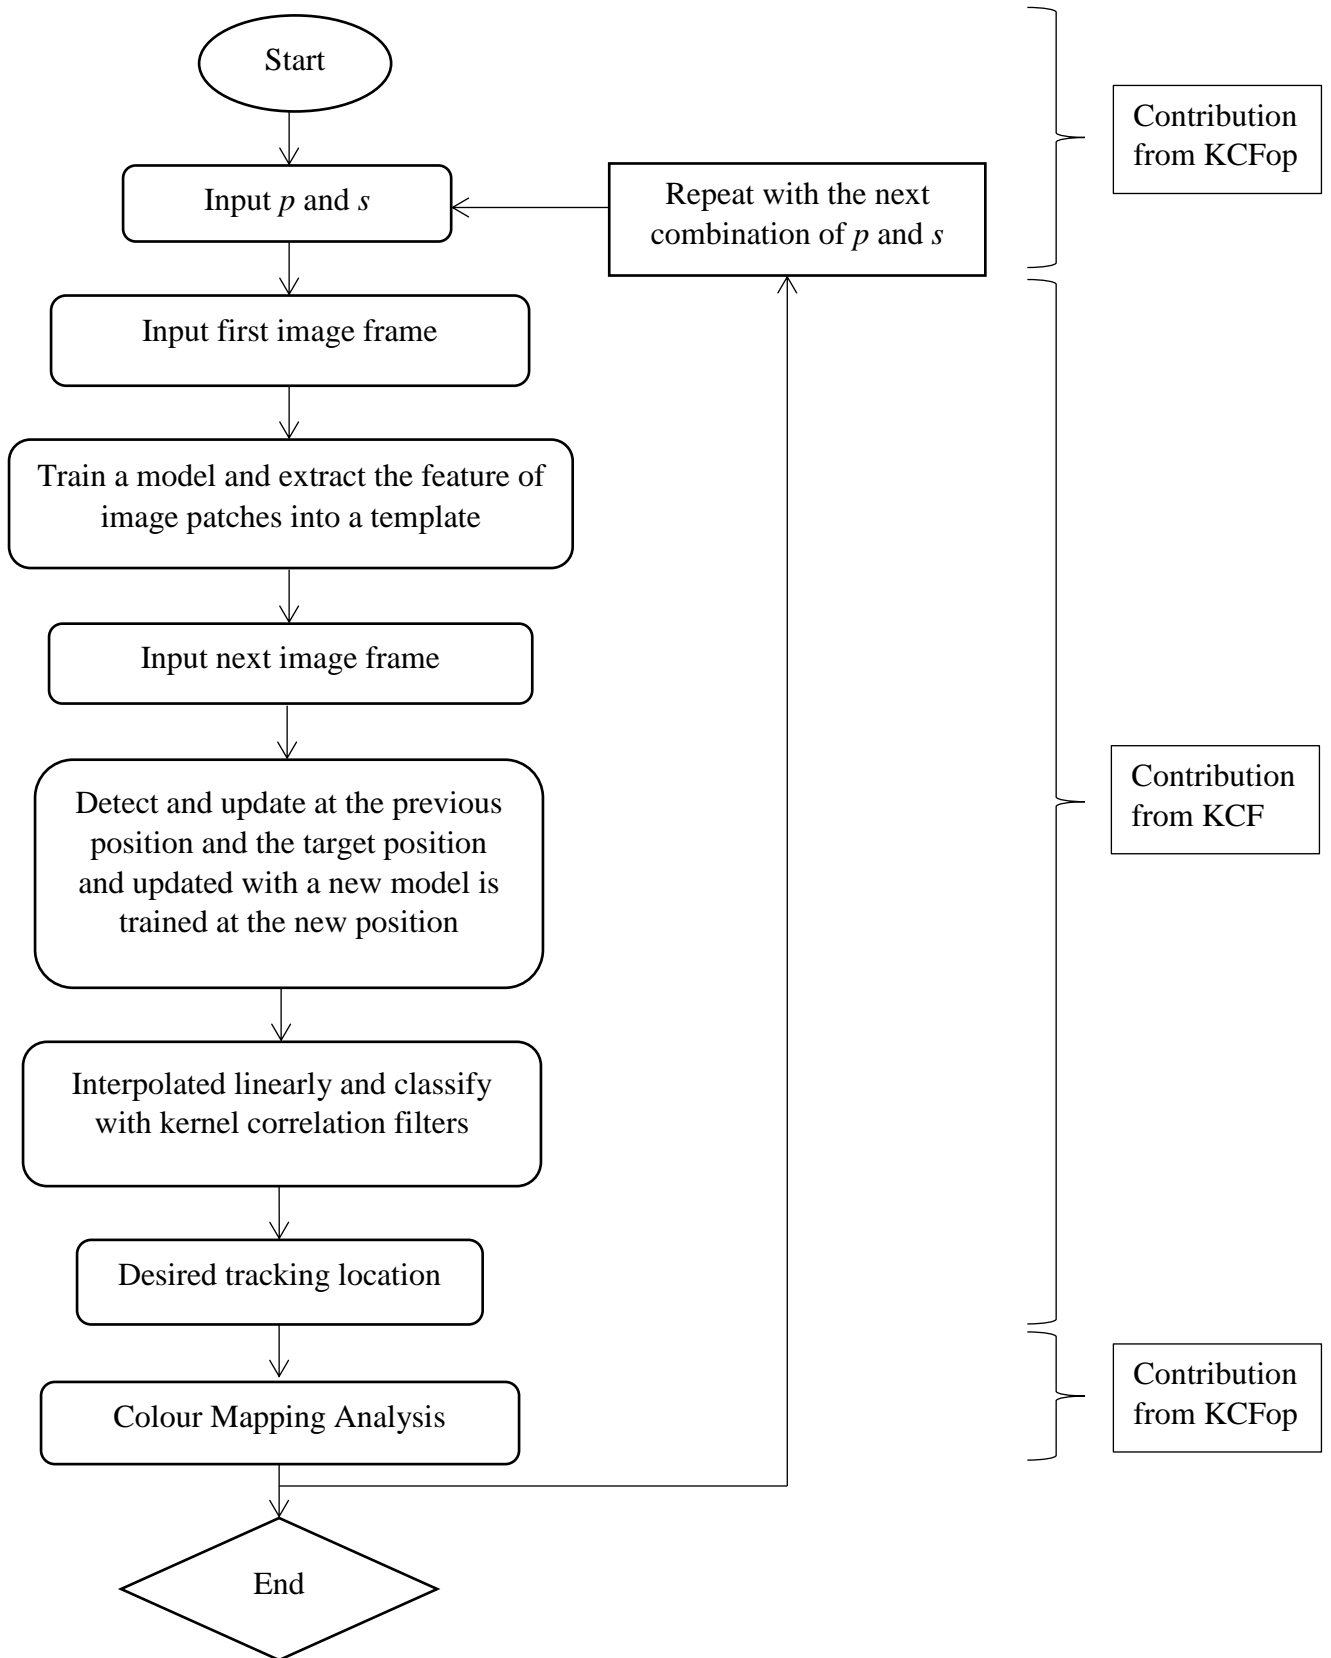 Start
Contribution
from KCFop
Input p and s
Repeat with the next
combination of p and s
Input first image frame
Train a model and extract the feature of
image patches into a template
Input next image frame
Detect and update at the previous
position and the target position
and updated with a new model is
trained at the new position
Contribution
from KCF
Interpolated linearly and classify
with kernel correlation filters
Desired tracking location
Colour Mapping Analysis
Contribution
from KCFop
End